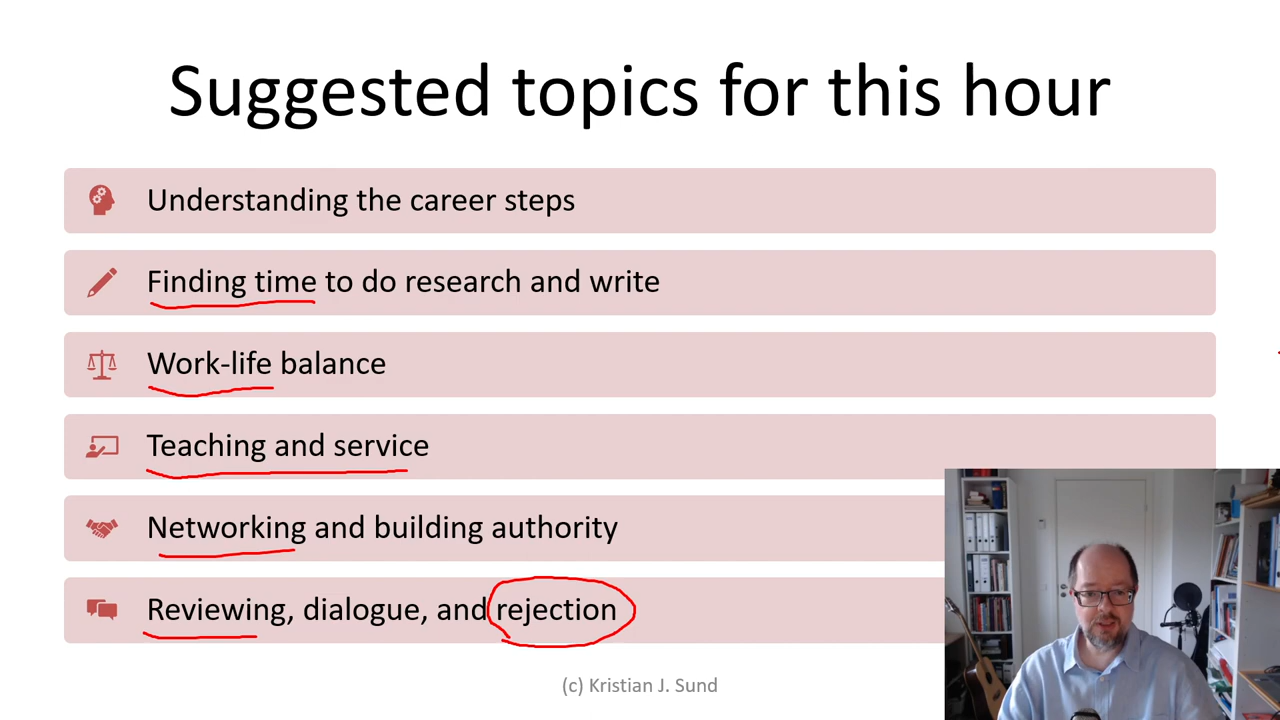 Suggested topics for this hour
Understanding the career steps
Finding time to do research and write
Work-life balance
Teaching and service
Networking and building authority
Reviewing, dialogue, and rejection
(c) Kristian J. Sund